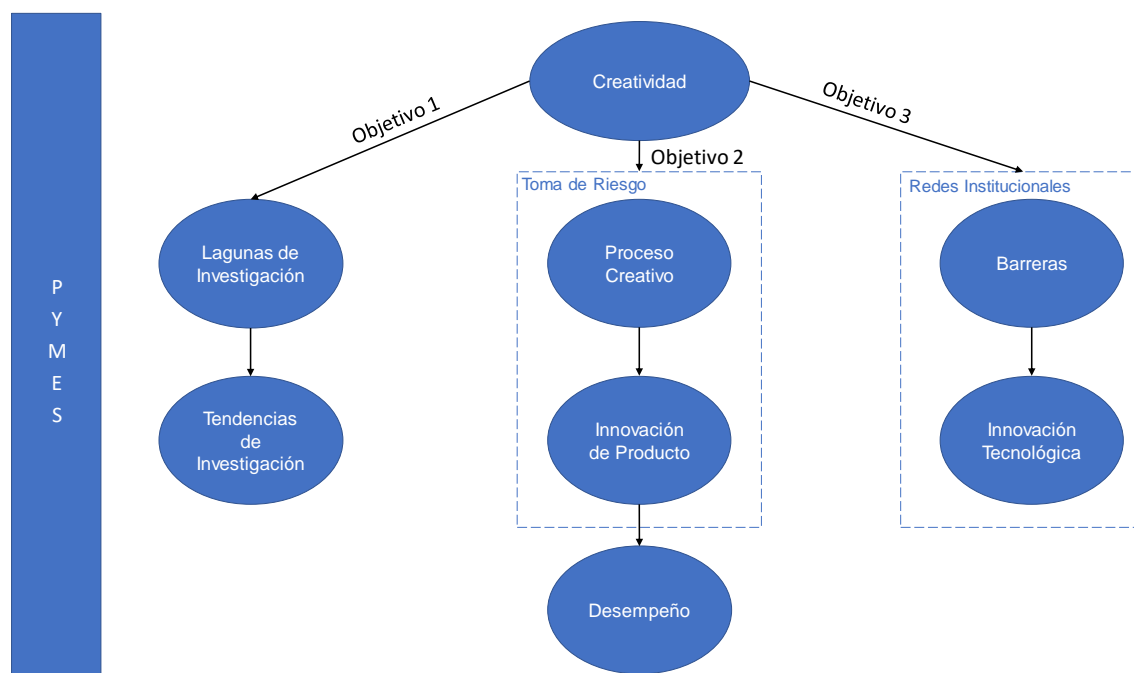 P
Y
M
E
S
Creatividad
Objetivo 1
Objetivo 2
Objetivo 3
Lagunas de
Investigación
Tendencias
de
Investigación
Toma de Riesgo
Proceso
Creativo
Innovación
de Producto
Desempeño
Redes Institucionales
Barreras
Innovación
Tecnológica